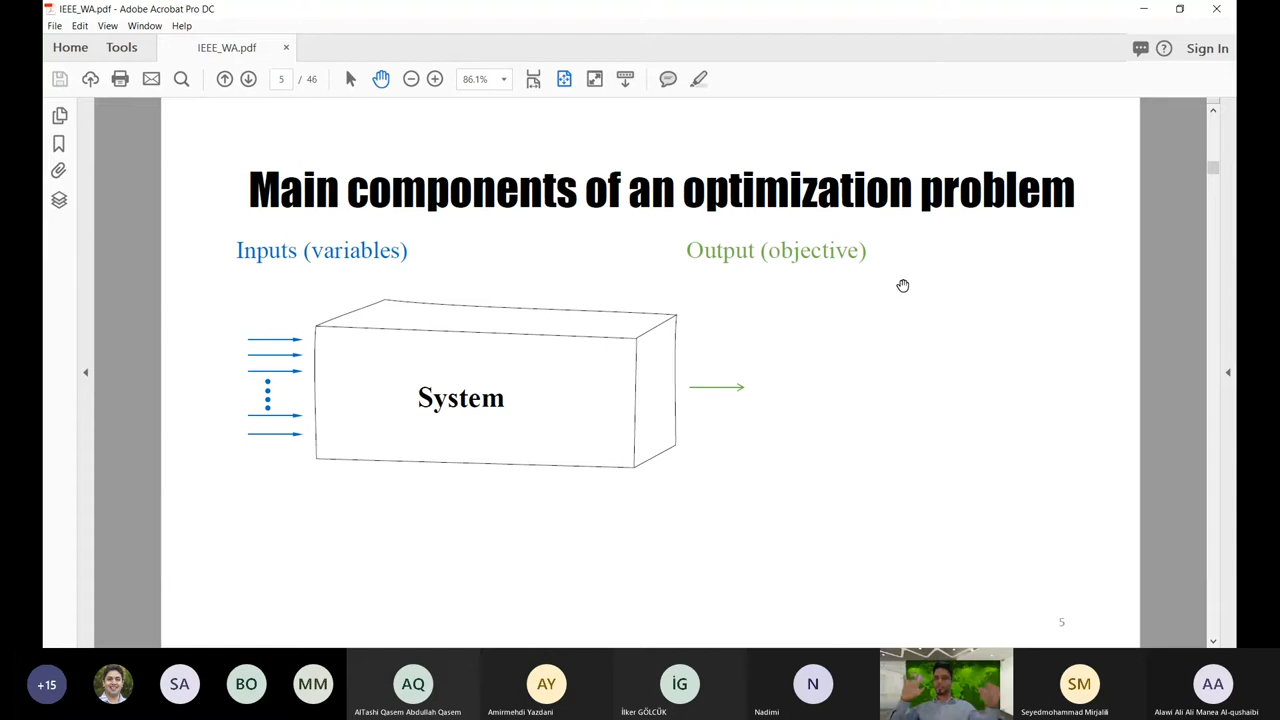 IEEE_WA.pdf - Adobe Acrobat Pro DC
File Edit View Window Help
Home Tools IEEE_WA.pdf × Sign In
5 / 46 86.1%
Main components of an optimization problem
Inputs (variables) Output (objective)
System
5
+15 SA BO MM AQ AY İG N SM AA
AlTashi Qasem Abdullah Qasem Amirmehdi Yazdani İlker GÖLCÜK Nadimi Seyedmohammad Mirjalili Alawi Ali Ali Manea Al-qushaibi